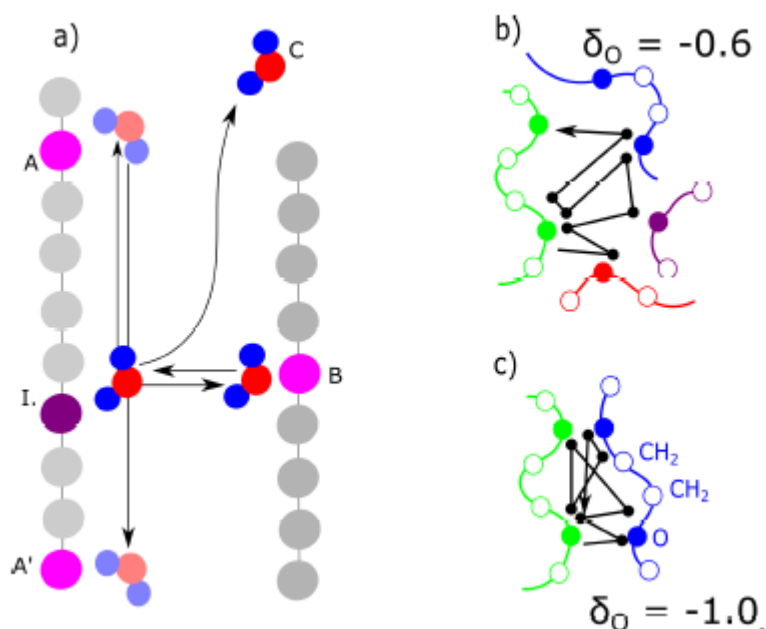 a)
C
A
I.
B
A'
b)
δO = -0.6
c)
CH2
CH2
O
δO = -1.0.